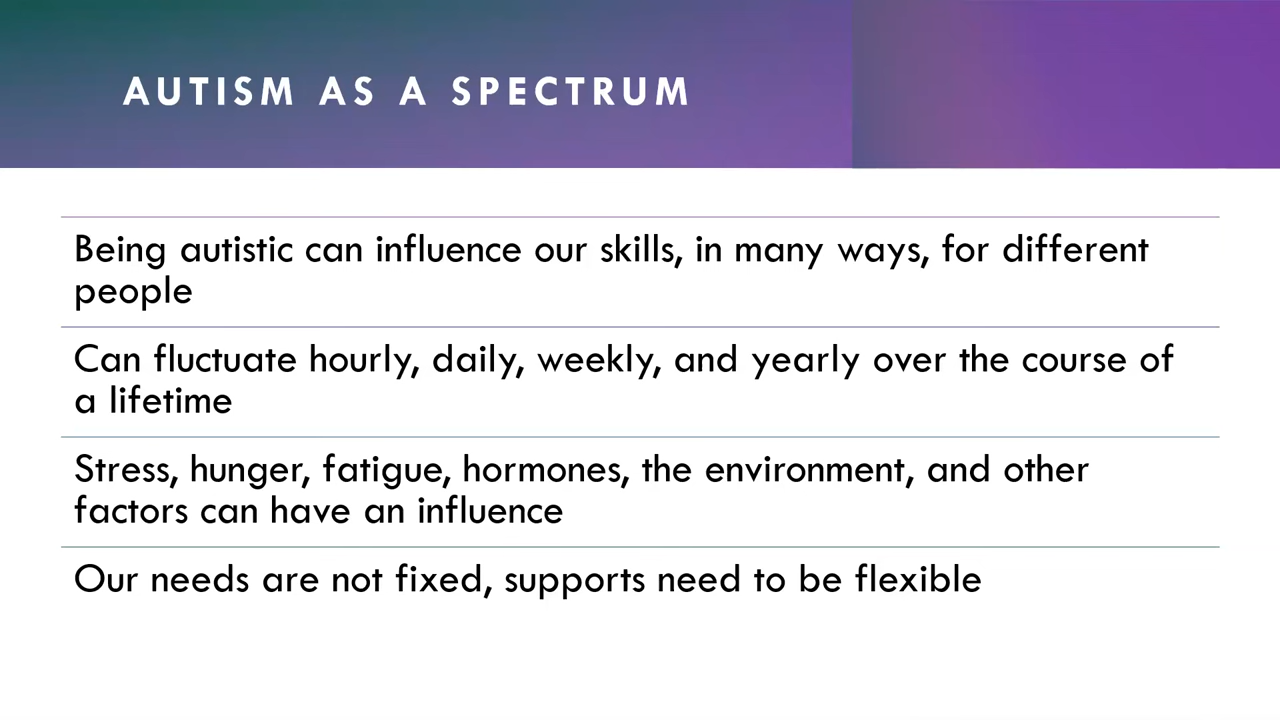 AUTISM AS A SPECTRUM
Being autistic can influence our skills, in many ways, for different
people
Can fluctuate hourly, daily, weekly, and yearly over the course of
a lifetime
Stress, hunger, fatigue, hormones, the environment, and other
factors can have an influence
Our needs are not fixed, supports need to be flexible